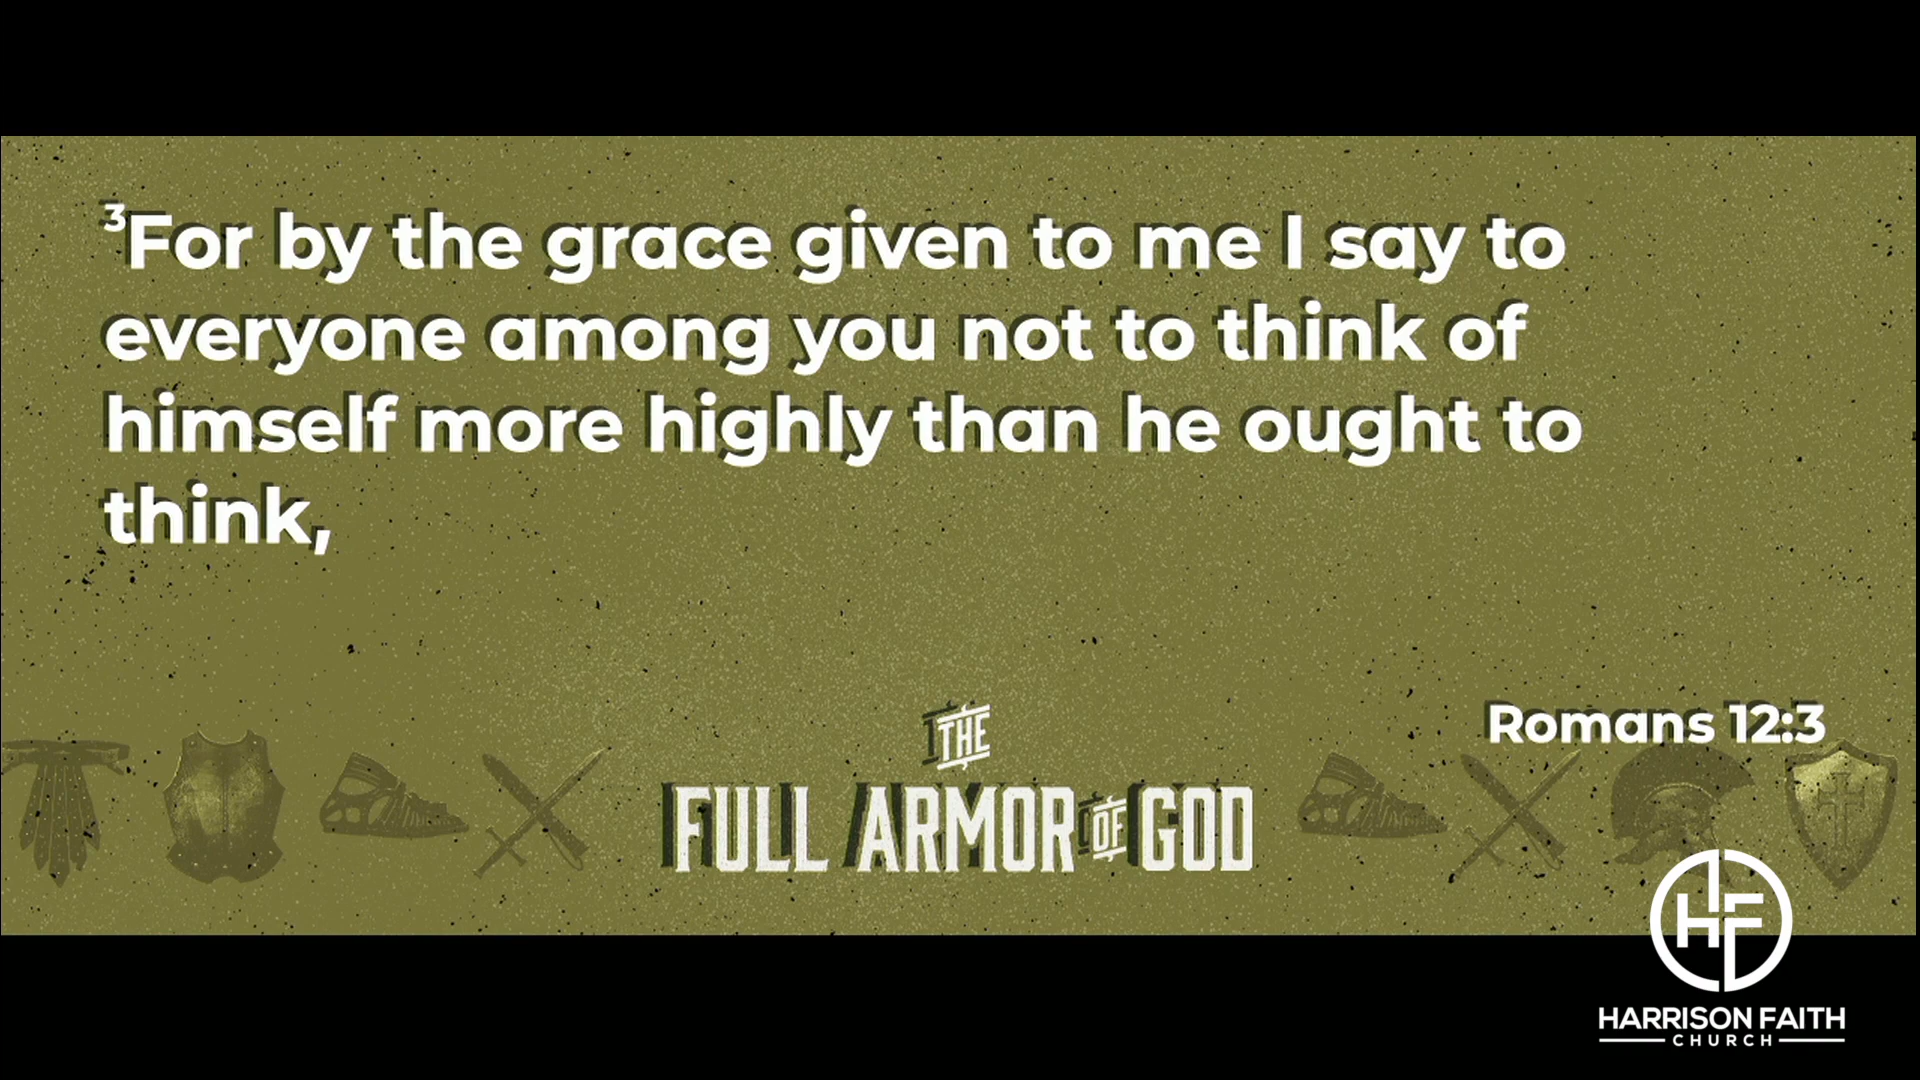 ³For by the grace given to me I say to
everyone among you not to think of
himself more highly than he ought to
think,
Romans 12:3
THE
FULL ARMOR OF GOD
HF
HARRISON FAITH
CHURCH